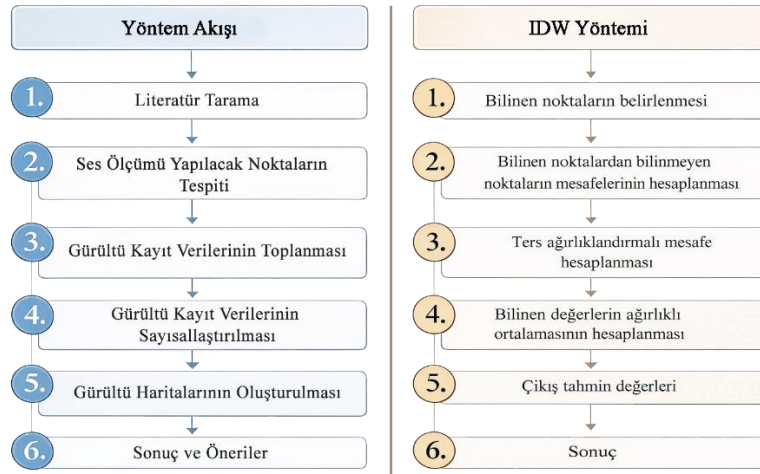 Yöntem Akışı
1. Literatür Tarama
2. Ses Ölçümü Yapılacak Noktaların
Tespiti
3. Gürültü Kayıt Verilerinin Toplanması
4. Gürültü Kayıt Verilerinin
Sayısallaştırılması
5. Gürültü Haritalarının Oluşturulması
6. Sonuç ve Öneriler
IDW Yöntemi
1. Bilinen noktaların belirlenmesi
2. Bilinen noktalardan bilinmeyen
noktaların mesafelerinin hesaplanması
3. Ters ağırlıklandırmalı mesafe
hesaplanması
4. Bilinen değerlerin ağırlıklı
ortalamasının hesaplanması
5. Çıkış tahmin değerleri
6. Sonuç